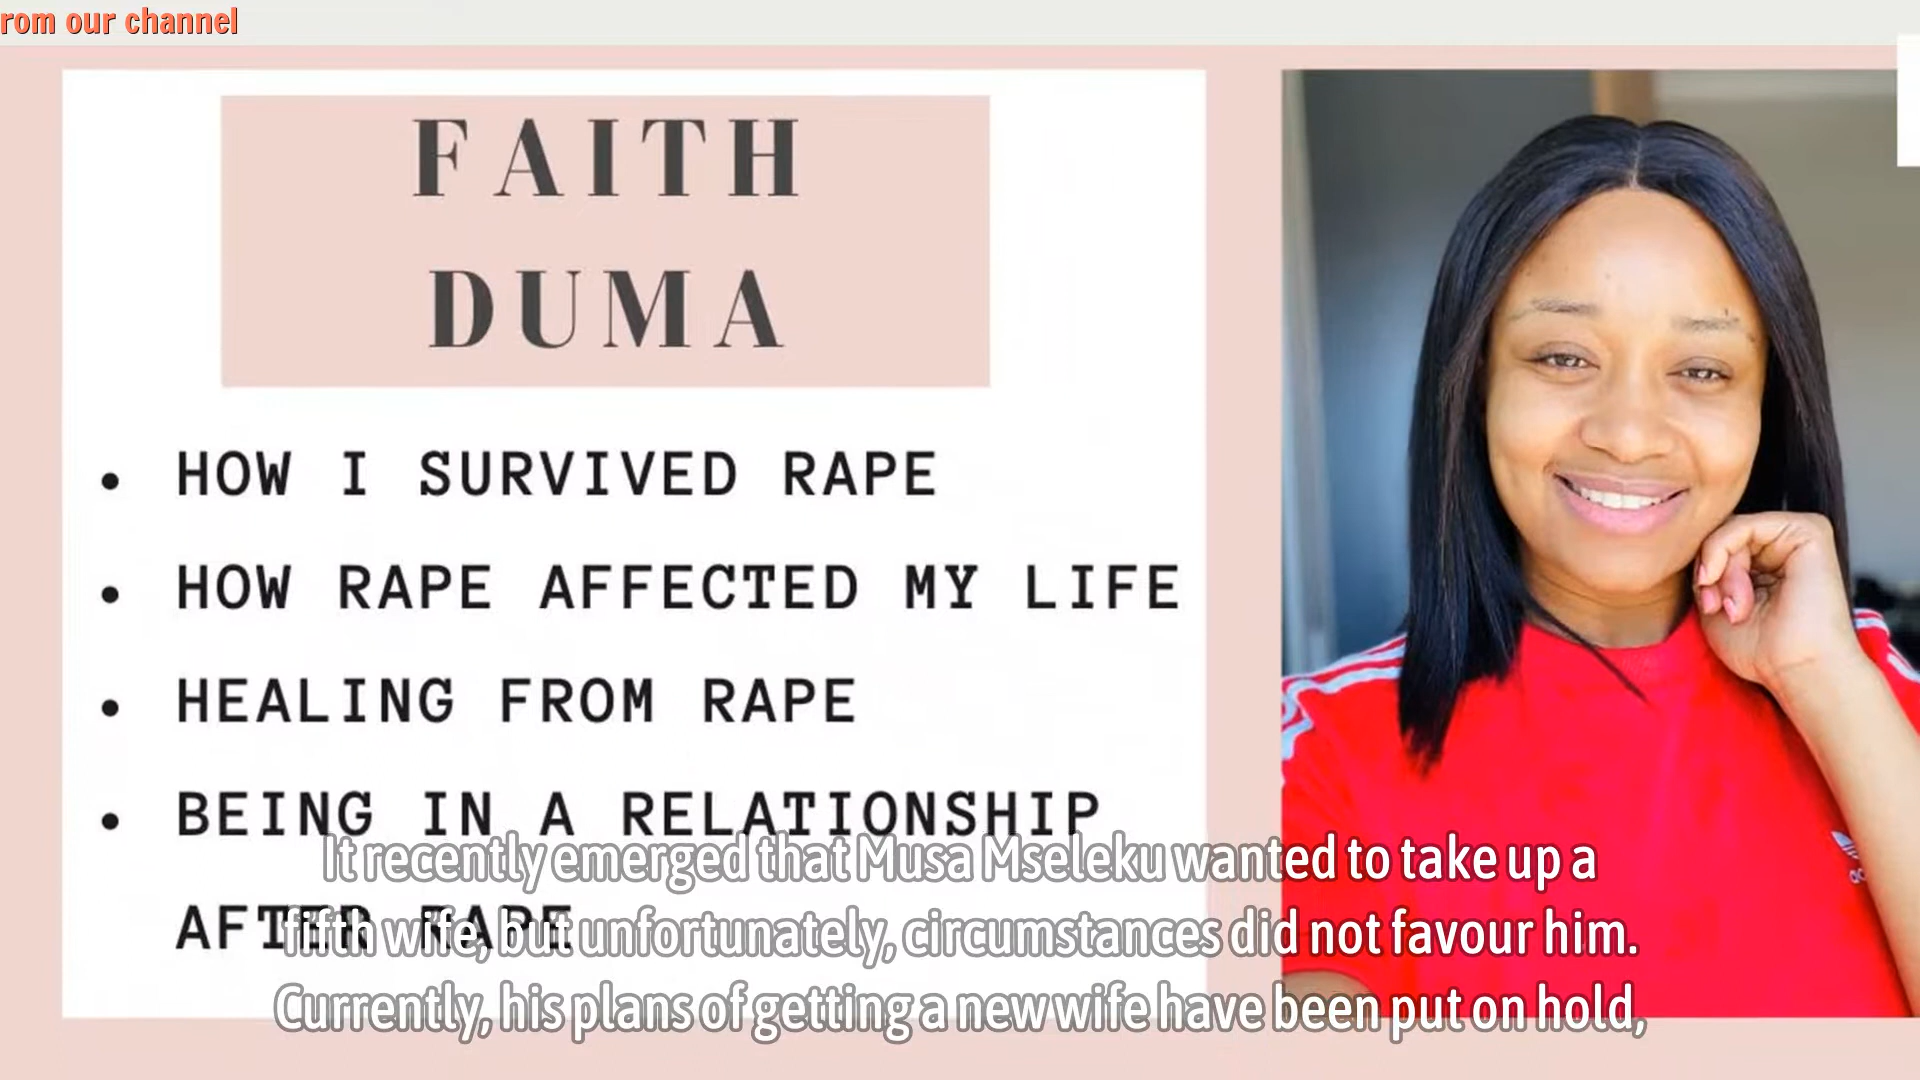 rom our channel
FAITH
DUMA
• HOW I SURVIVED RAPE
• HOW RAPE AFFECTED MY LIFE
• HEALING FROM RAPE
• BEING IN A RELATIONSHIP
AFTER RAPE
It recently emerged that Musa Mseleku wanted to take up a
fifth wife, but unfortunately, circumstances did not favour him.
Currently, his plans of getting a new wife have been put on hold,